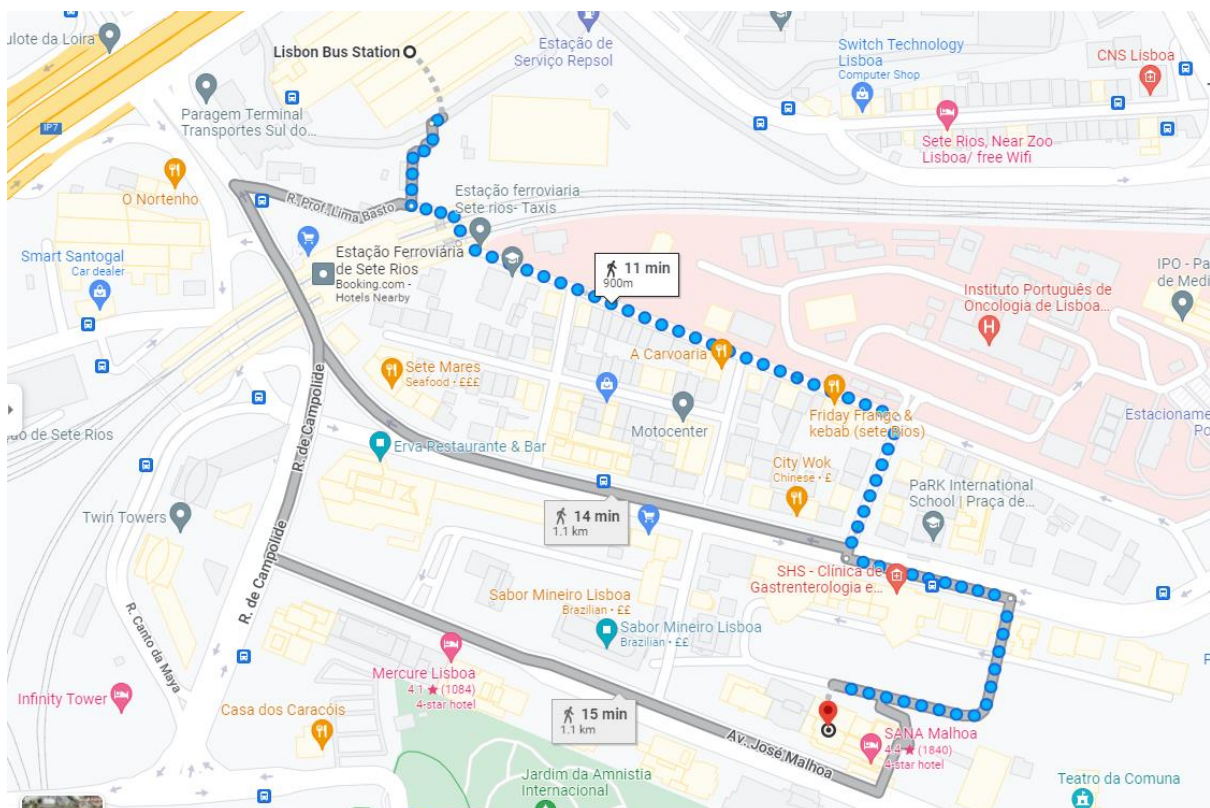 ulote da Loira
Lisbon Bus Station
Estação de
Serviço Repsol
Switch Technology
Lisboa
Computer Shop
CNS Lisboa
Paragem Terminal
Transportes Sul do...
IP7
Sete Rios, Near Zoo
Lisboa/ free Wifi
O Nortenho
R. Prof. Lima Basto
Estação ferroviaria
Sete rios- Taxis
Smart Santogal
Car dealer
Estação Ferroviária
de Sete Rios
Booking.com -
Hotels Nearby
11 min
900m
IPO - Pa
de Medi
Instituto Português de
Oncologia de Lisboa...
H
A Carvoaria
Sete Mares
Seafood · £££
Motocenter
Friday Frango &
kebab (sete Rios)
Estacioname
Po
ão de Sete Rios
R. de Campolide
Erva Restaurante & Bar
City Wok
Chinese · £
PaRK International
School | Praça de...
Twin Towers
14 min
1.1 km
R. de Campolide
SHS - Clínica de
Gastrenterologia e...
Sabor Mineiro Lisboa
Brazilian · ££
Sabor Mineiro Lisboa
Brazilian · ££
R. Canto da Maya
Mercure Lisboa
4.1 ★ (1084)
4-star hotel
Infinity Tower
15 min
1.1 km
Casa dos Caracóis
Av. José Malhoa
SANA Malhoa
4.4 ★ (1840)
4-star hotel
Jardim da Amnistia
Internacional
Teatro da Comuna